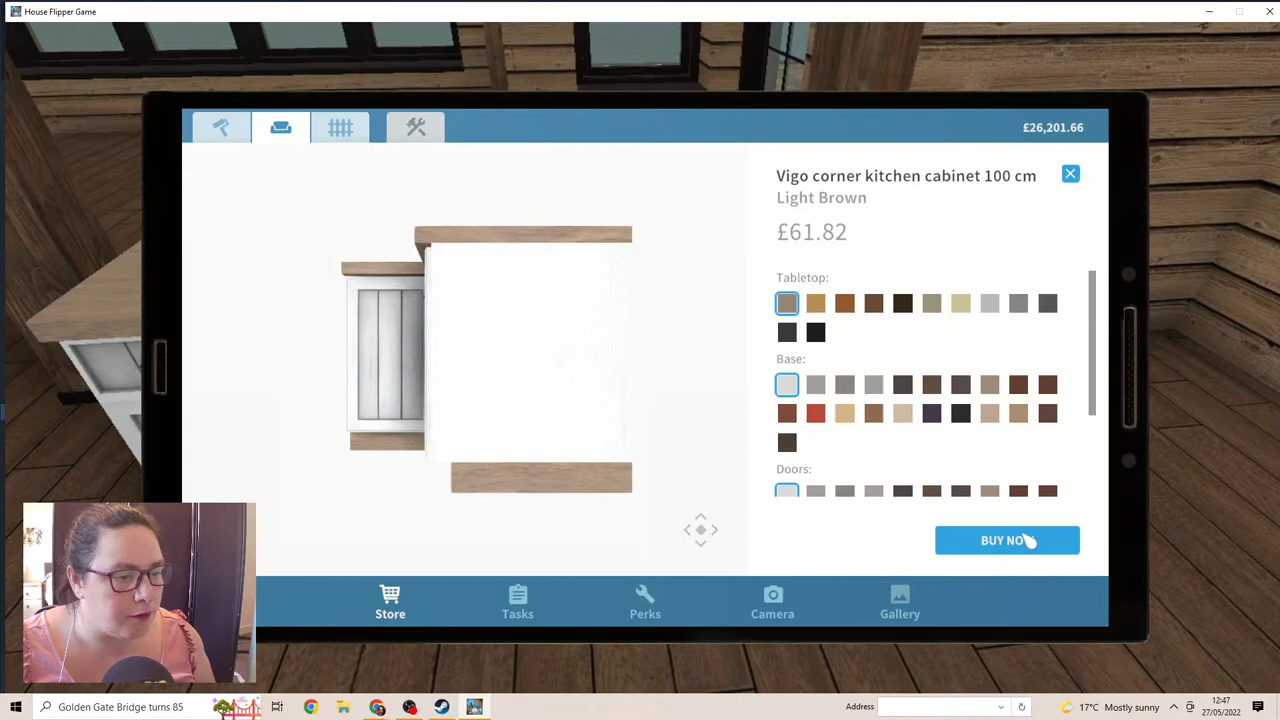 House Flipper Game
£26,201.66
Vigo corner kitchen cabinet 100 cm
Light Brown
£61.82
Tabletop:
Base:
Doors:
BUY NOW
Store
Tasks
Perks
Camera
Gallery
Golden Gate Bridge turns 85
Address
17°C Mostly sunny
12:47
27/05/2022